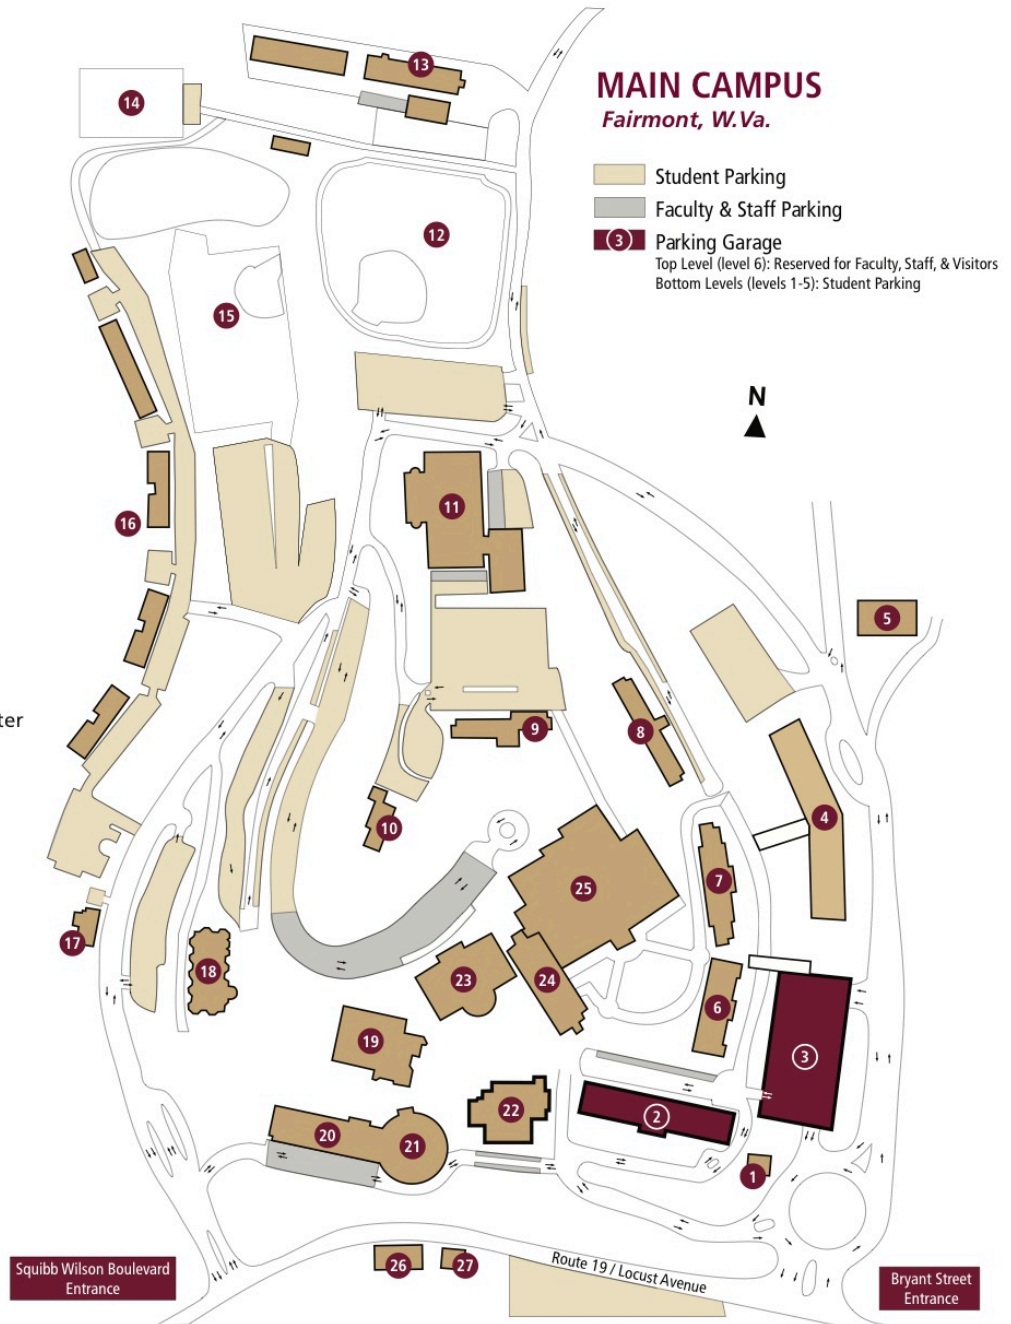 MAIN CAMPUS
Fairmont, W.Va.
Student Parking
Faculty & Staff Parking
3 Parking Garage
Top Level (level 6): Reserved for Faculty, Staff, & Visitors
Bottom Levels (levels 1-5): Student Parking
13
14
12
15
N
11
16
5
ter
9
8
10
4
7
25
17
18
23
24
6
19
3
22
2
20
21
1
26
27
Route 19 / Locust Avenue
Squibb Wilson Boulevard
Entrance
Bryant Street
Entrance